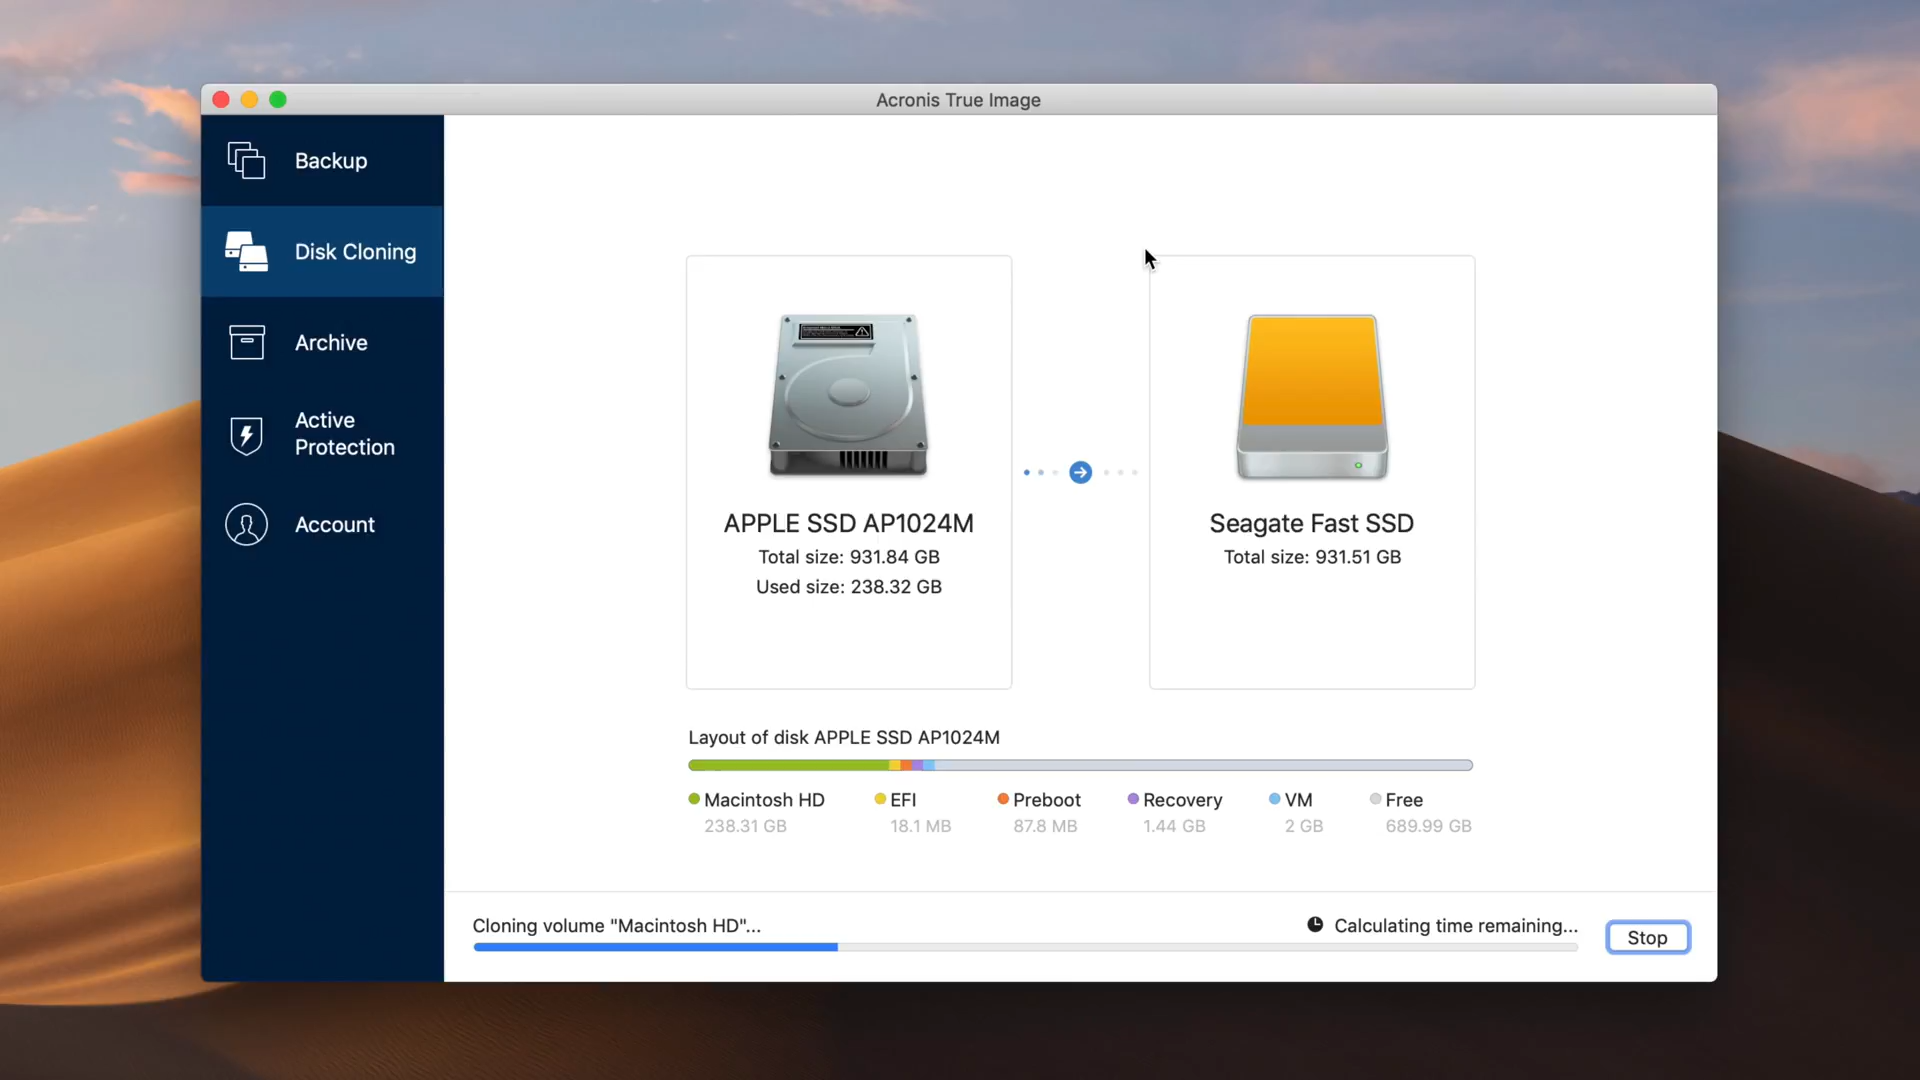 Acronis True Image
Backup
Disk Cloning
Archive
Active
Protection
Account
APPLE SSD AP1024M
Total size: 931.84 GB
Used size: 238.32 GB
Seagate Fast SSD
Total size: 931.51 GB
Layout of disk APPLE SSD AP1024M
Macintosh HD EFI Preboot Recovery VM Free
238.31 GB 18.1 MB 87.8 MB 1.44 GB 2 GB 689.99 GB
Cloning volume "Macintosh HD"... Calculating time remaining...
Stop